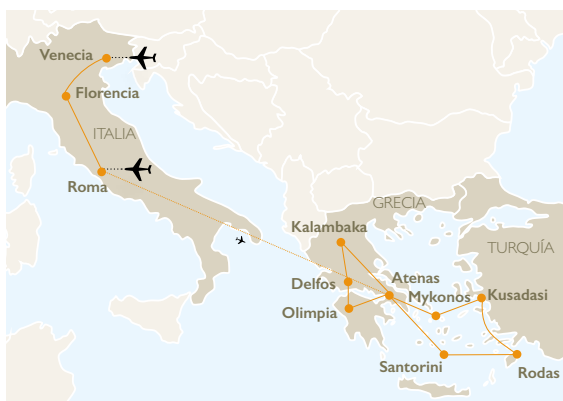 Venecia
Florencia
ITALIA
Roma
GRECIA
Kalambaka
TURQUÍA
Delfos
Atenas
Mykonos
Kusadasi
Olimpia
Santorini
Rodas